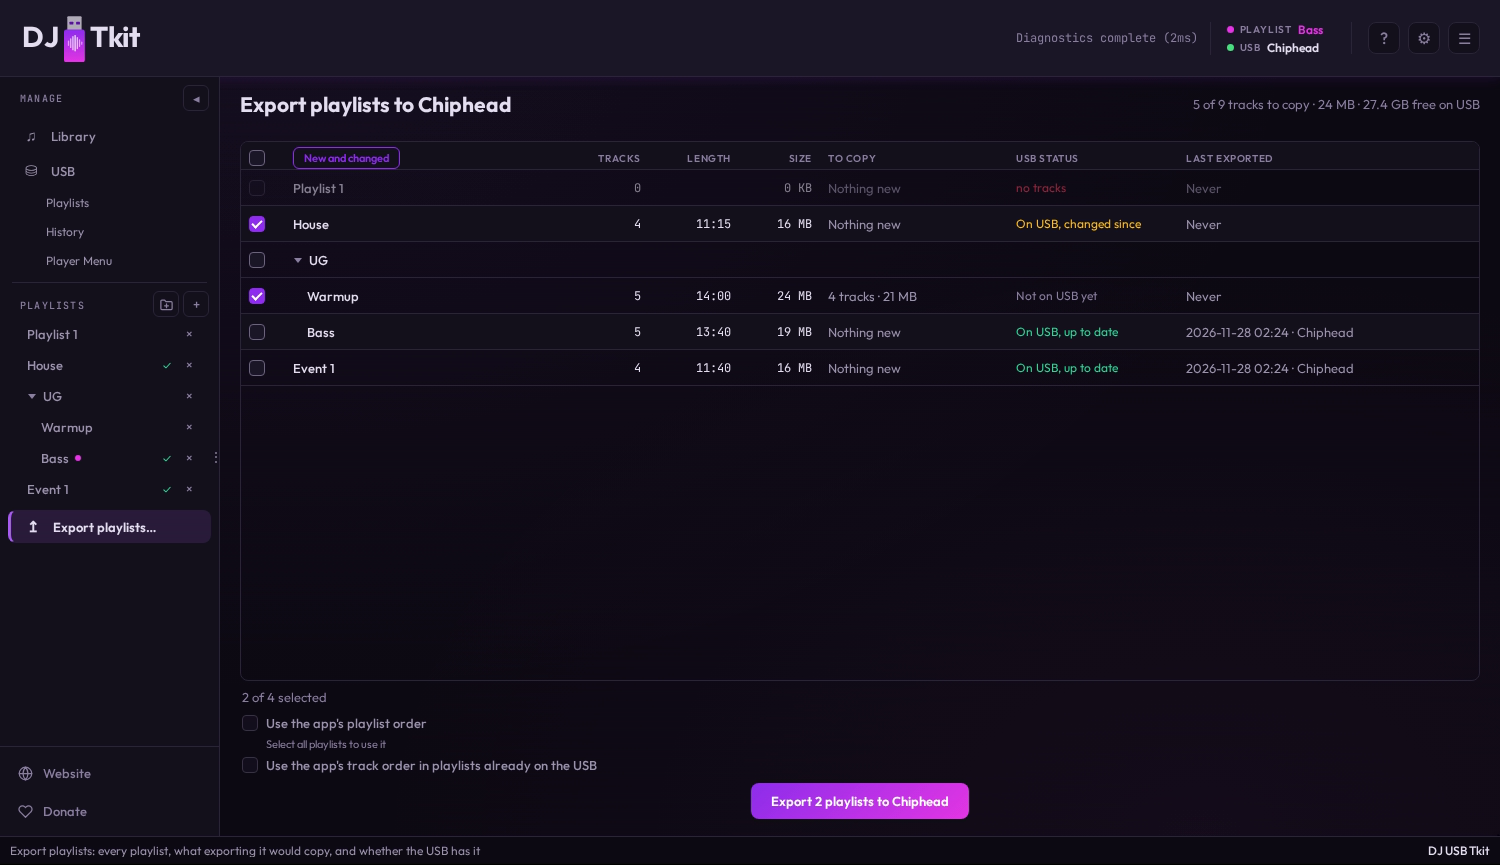 DJ Tkit
Diagnostics complete (2ms)
PLAYLIST Bass
USB Chiphead
?
MANAGE
Library
USB
Playlists
History
Player Menu
PLAYLISTS
+
Playlist 1 ×
House ✓ ×
UG ×
Warmup ×
Bass ✓ ×
Event 1 ✓ ×
Export playlists...
Website
Donate
Export playlists to Chiphead
5 of 9 tracks to copy · 24 MB · 27.4 GB free on USB
New and changed TRACKS LENGTH SIZE TO COPY USB STATUS LAST EXPORTED
Playlist 1 0 0 KB Nothing new no tracks Never
House 4 11:15 16 MB Nothing new On USB, changed since Never
UG
Warmup 5 14:00 24 MB 4 tracks · 21 MB Not on USB yet Never
Bass 5 13:40 19 MB Nothing new On USB, up to date 2026-11-28 02:24 · Chiphead
Event 1 4 11:40 16 MB Nothing new On USB, up to date 2026-11-28 02:24 · Chiphead
2 of 4 selected
Use the app's playlist order
Select all playlists to use it
Use the app's track order in playlists already on the USB
Export 2 playlists to Chiphead
Export playlists: every playlist, what exporting it would copy, and whether the USB has it
DJ USB Tkit